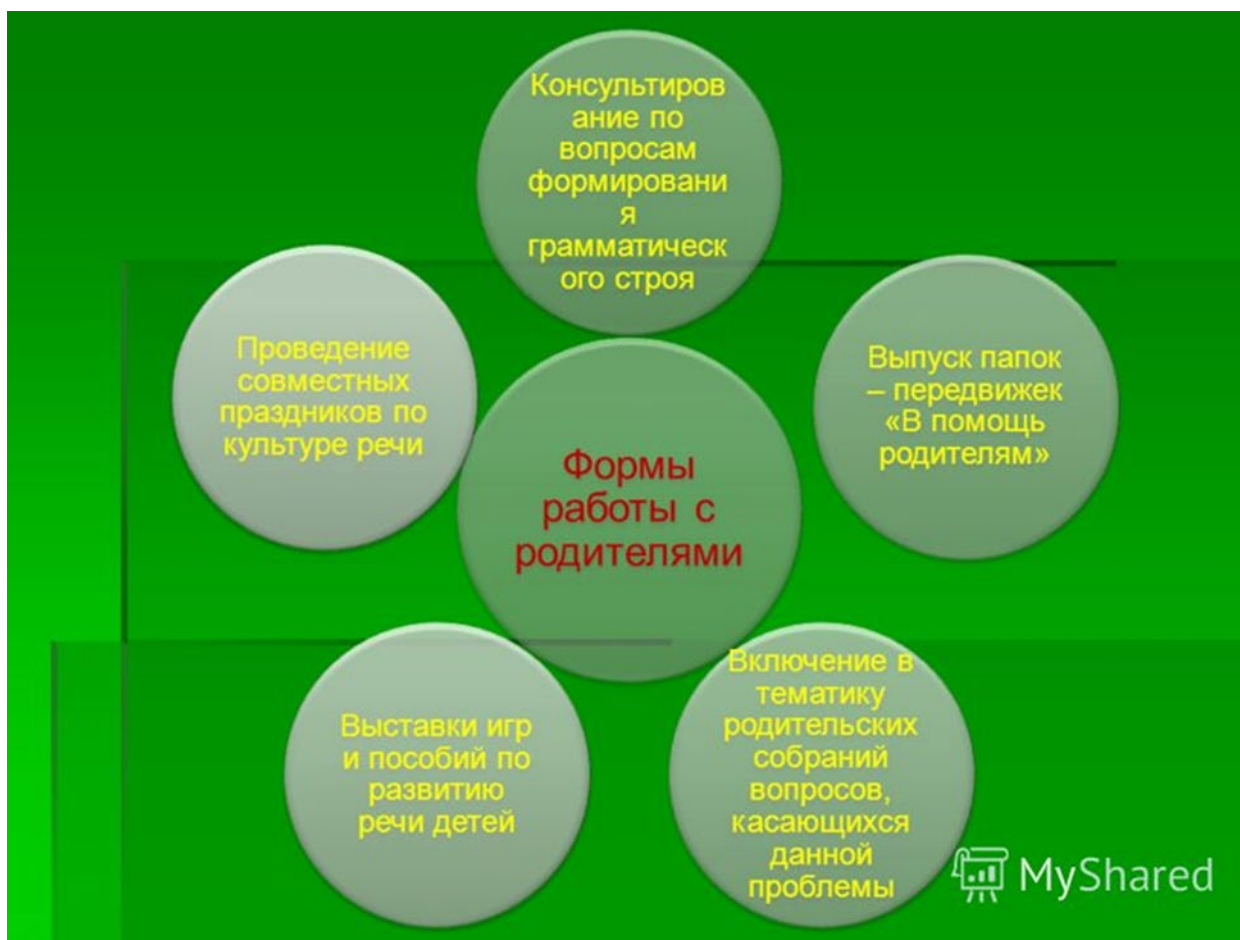 Консультиров
ание по
вопросам
формировани
я
грамматическ
ого строя
Выпуск папок
– передвижек
«В помощь
родителям»
Включение в
тематику
родительских
собраний
вопросов,
касающихся
данной
проблемы
Выставки игр
и пособий по
развитию
речи детей
Проведение
совместных
праздников по
культуре речи
Формы
работы с
родителями
MyShared